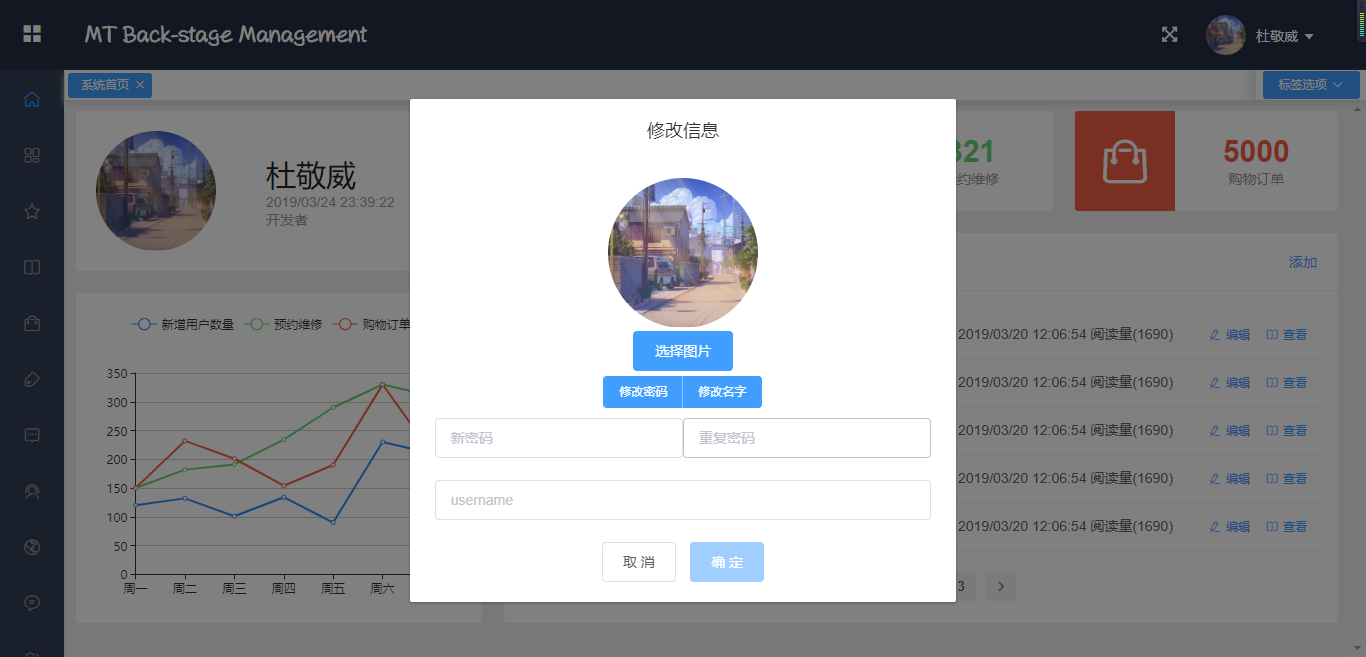 MT Back-stage Management
杜敬威
系统首页
标签选项
杜敬威
2019/03/24 23:39:22
开发者
321
约维修
5000
购物订单
新增用户数量 预约维修 购物订单
350
300
250
200
150
100
50
0
周一 周二 周三 周四 周五 周六
添加
2019/03/20 12:06:54 阅读量(1690) 编辑 查看
2019/03/20 12:06:54 阅读量(1690) 编辑 查看
2019/03/20 12:06:54 阅读量(1690) 编辑 查看
2019/03/20 12:06:54 阅读量(1690) 编辑 查看
2019/03/20 12:06:54 阅读量(1690) 编辑 查看
3
修改信息
选择图片
修改密码 修改名字
新密码 重复密码
username
取 消 确 定